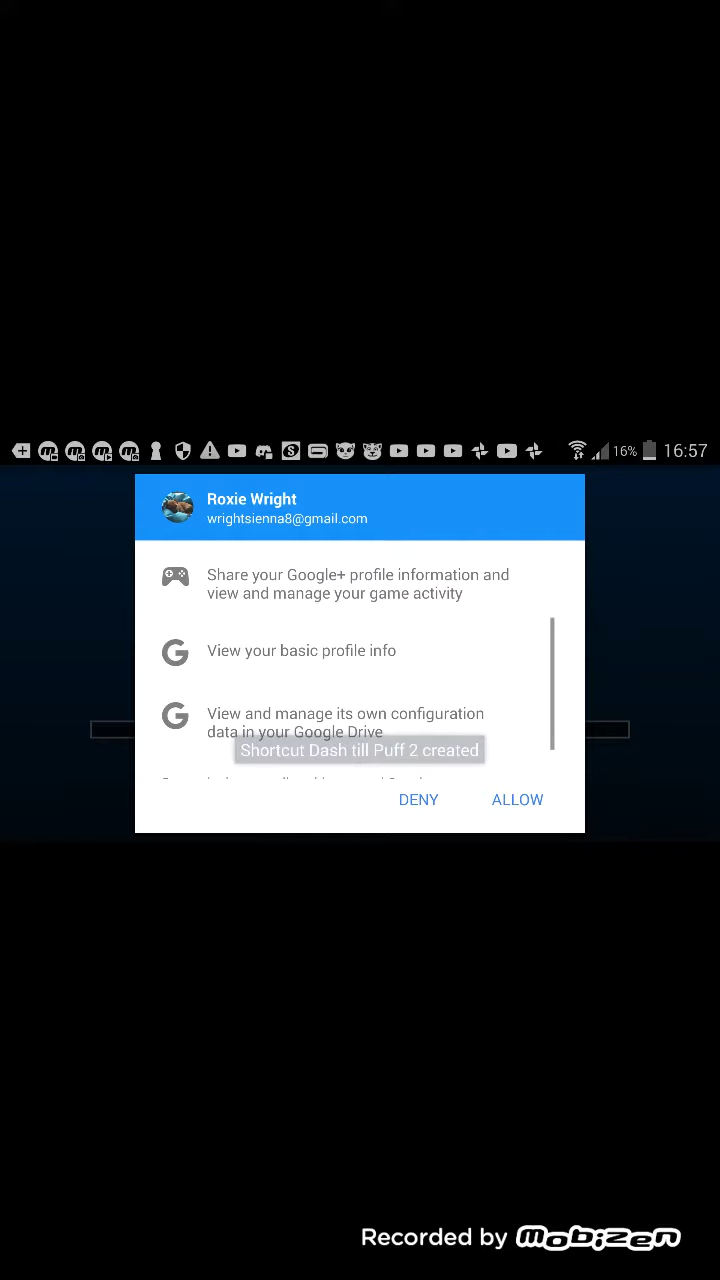 16% 16:57
Roxie Wright
wrightsienna8@gmail.com
Share your Google+ profile information and
view and manage your game activity
View your basic profile info
View and manage its own configuration
data in your Google Drive
Shortcut Dash till Puff 2 created
DENY ALLOW
Recorded by Mobizen